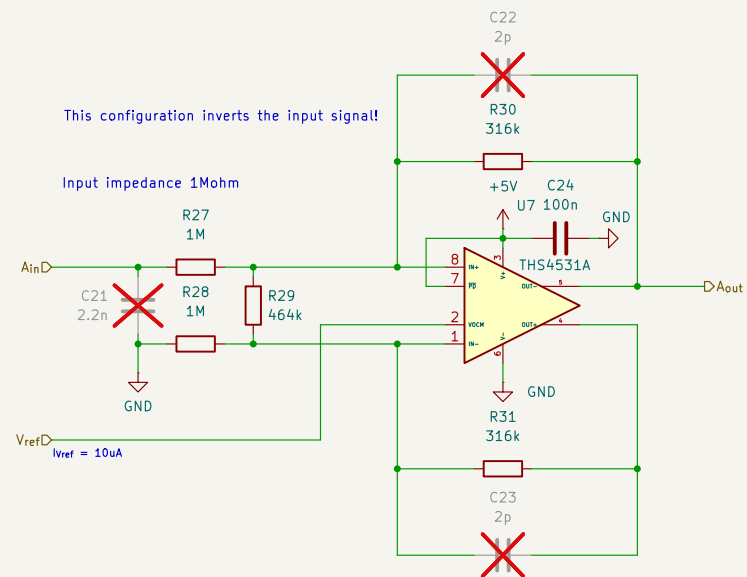 C22
2p
R30
316k
This configuration inverts the input signal!
Input impedance 1Mohm
+5V
C24
U7
100n
GND
R27
1M
Ain
R28
1M
R29
464k
C21
2.2n
GND
THS4531A
8
IN+
7
PD
2
VOCM
1
IN-
3
V+
6
V-
OUT-
5
OUT+
4
Aout
GND
Vref
IVref = 10uA
R31
316k
C23
2p